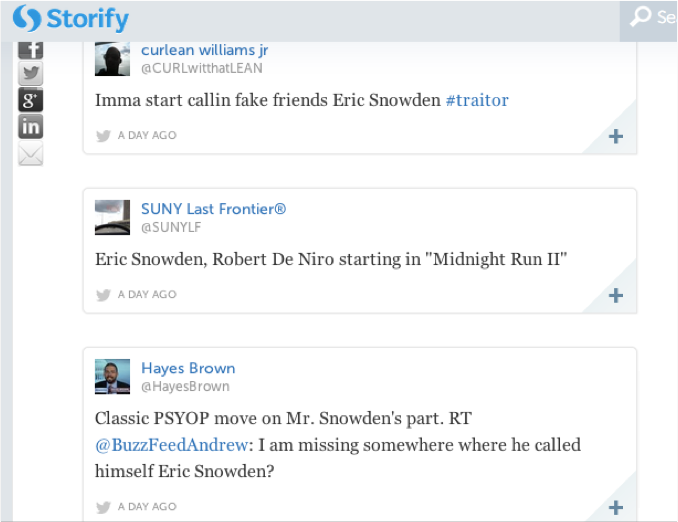 Storify
Se
curlean williams jr
@CURLwitthatLEAN
Imma start callin fake friends Eric Snowden #traitor
A DAY AGO
SUNY Last Frontier®
@SUNYLF
Eric Snowden, Robert De Niro starting in "Midnight Run II"
A DAY AGO
Hayes Brown
@HayesBrown
Classic PSYOP move on Mr. Snowden's part. RT
@BuzzFeedAndrew: I am missing somewhere where he called
himself Eric Snowden?
A DAY AGO